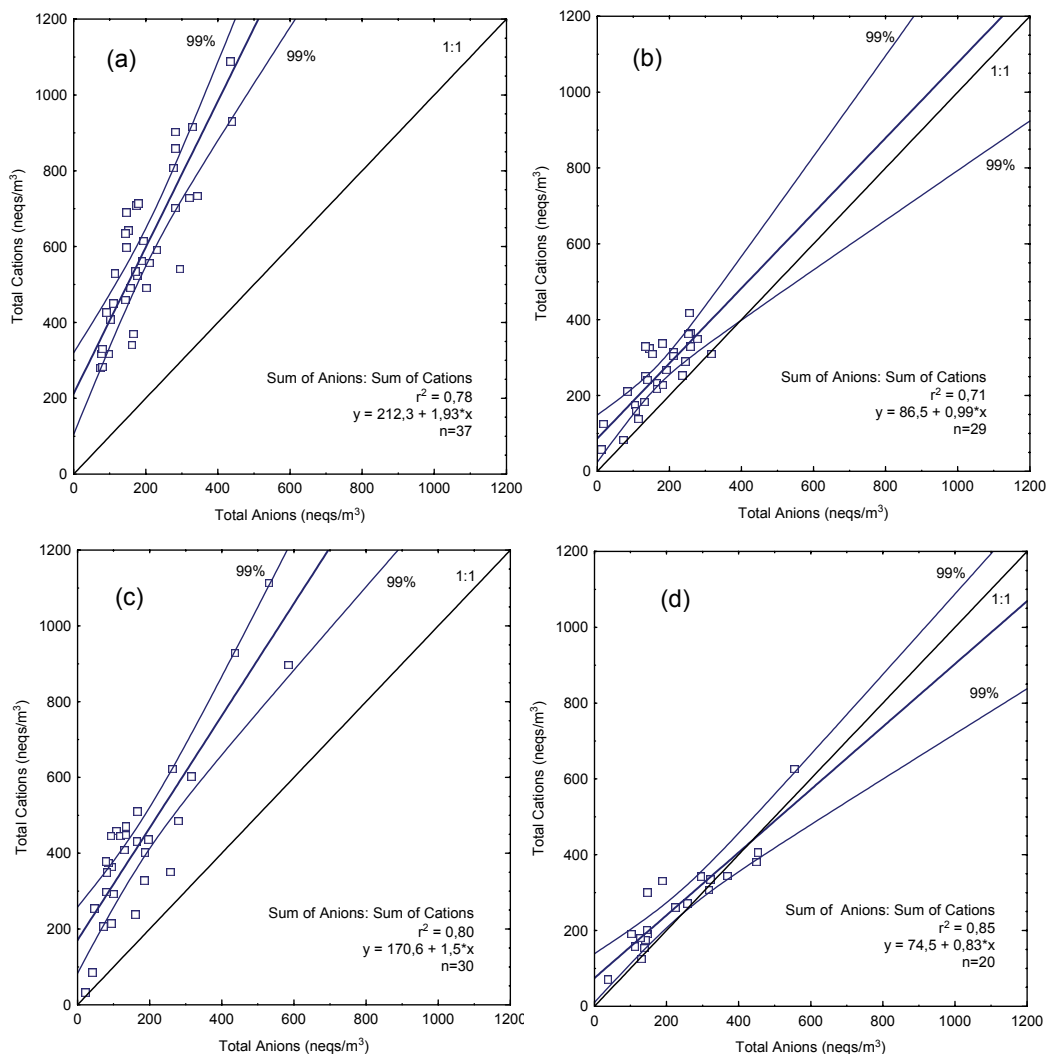 1200
1000
800
600
400
200
0
Total Cations (neqs/m³)
(a)
99%
99%
1:1
Sum of Anions: Sum of Cations
r² = 0,78
y = 212,3 + 1,93*x
n=37
0 200 400 600 800 1000 1200
Total Anions (neqs/m³)
1200
1000
800
600
400
200
0
Total Cations (neqs/m³)
(b)
99%
1:1
99%
Sum of Anions: Sum of Cations
r² = 0,71
y = 86,5 + 0,99*x
n=29
0 200 400 600 800 1000 1200
Total Anions (neqs/m³)
1200
1000
800
600
400
200
0
Total Cations (neqs/m³)
(c)
99%
99%
1:1
Sum of Anions: Sum of Cations
r² = 0,80
y = 170,6 + 1,5*x
n=30
0 200 400 600 800 1000 1200
Total Anions (neqs/m³)
1200
1000
800
600
400
200
0
Total Cations (neqs/m³)
(d)
99%
1:1
99%
Sum of Anions: Sum of Cations
r² = 0,85
y = 74,5 + 0,83*x
n=20
0 200 400 600 800 1000 1200
Total Anions (neqs/m³)